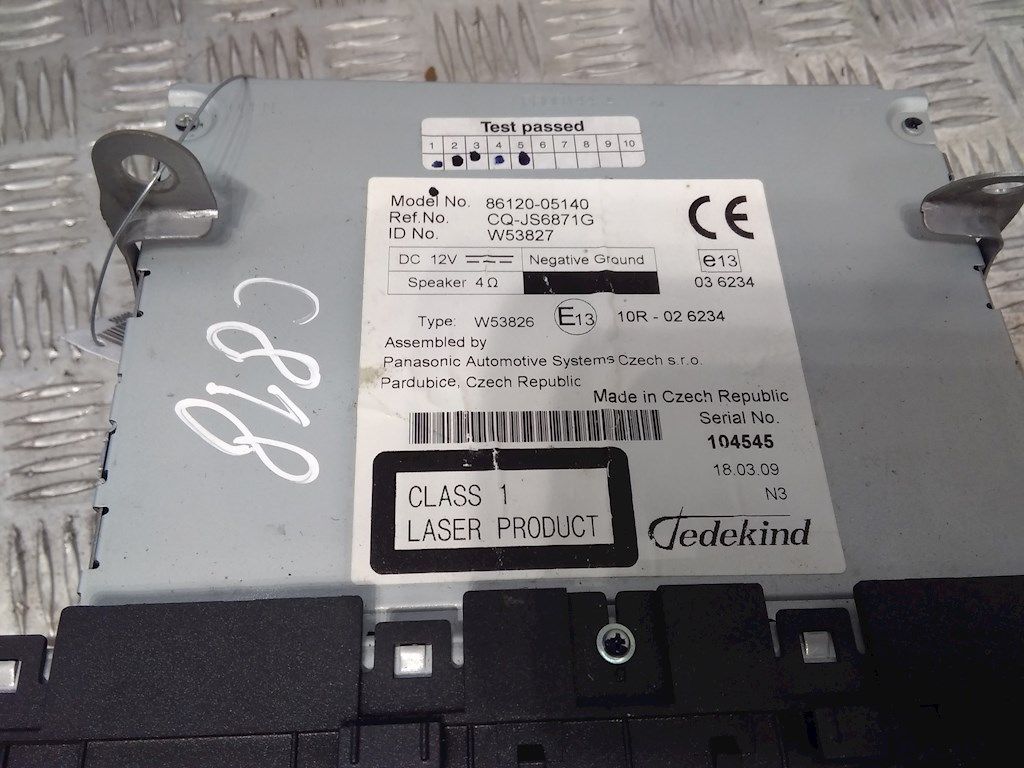 Test passed
1 2 3 4 5 6 7 8 9 10
Model No. 86120-05140
Ref.No. CQ-JS6871G
ID No. W53827
CE
DC 12V Negative Ground
e13
Speaker 4Ω
03 6234
Type: W53826 E13 10R - 02 6234
Assembled by
Panasonic Automotive Systems Czech s.r.o.
Pardubice, Czech Republic
Made in Czech Republic
Serial No.
104545
18.03.09
N3
CLASS 1
LASER PRODUCT
Tedekind
C818